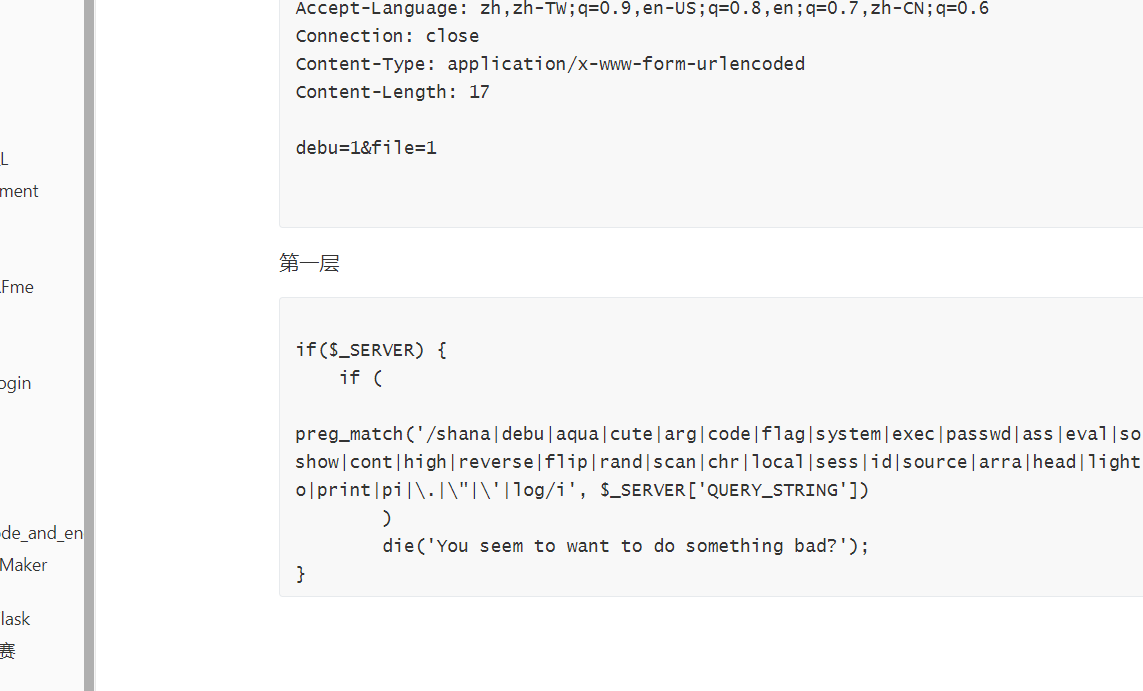 Accept-Language: zh,zh-TW;q=0.9,en-US;q=0.8,en;q=0.7,zh-CN;q=0.6
Connection: close
Content-Type: application/x-www-form-urlencoded
Content-Length: 17
debu=1&file=1
第一层
if($_SERVER) {
if (
preg_match('/shana|debu|aqua|cute|arg|code|flag|system|exec|passwd|ass|eval|so
show|cont|high|reverse|flip|rand|scan|chr|local|sess|id|source|arra|head|light
o|print|pi|\.|\"|\'|log/i', $_SERVER['QUERY_STRING'])
)
die('You seem to want to do something bad?');
}
L
ment
Fme
ogin
de_and_en
Maker
lask
赛